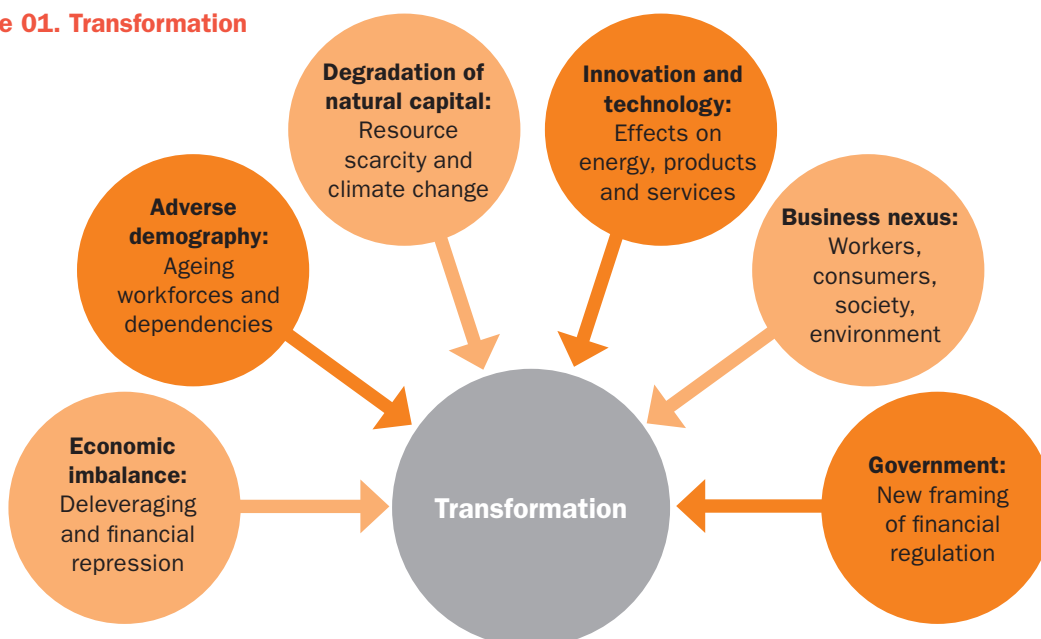 e 01. Transformation
Degradation of
natural capital:
Resource
scarcity and
climate change
Innovation and
technology:
Effects on
energy, products
and services
Adverse
demography:
Ageing
workforces and
dependencies
Business nexus:
Workers,
consumers,
society,
environment
Economic
imbalance:
Deleveraging
and financial
repression
Transformation
Government:
New framing
of financial
regulation